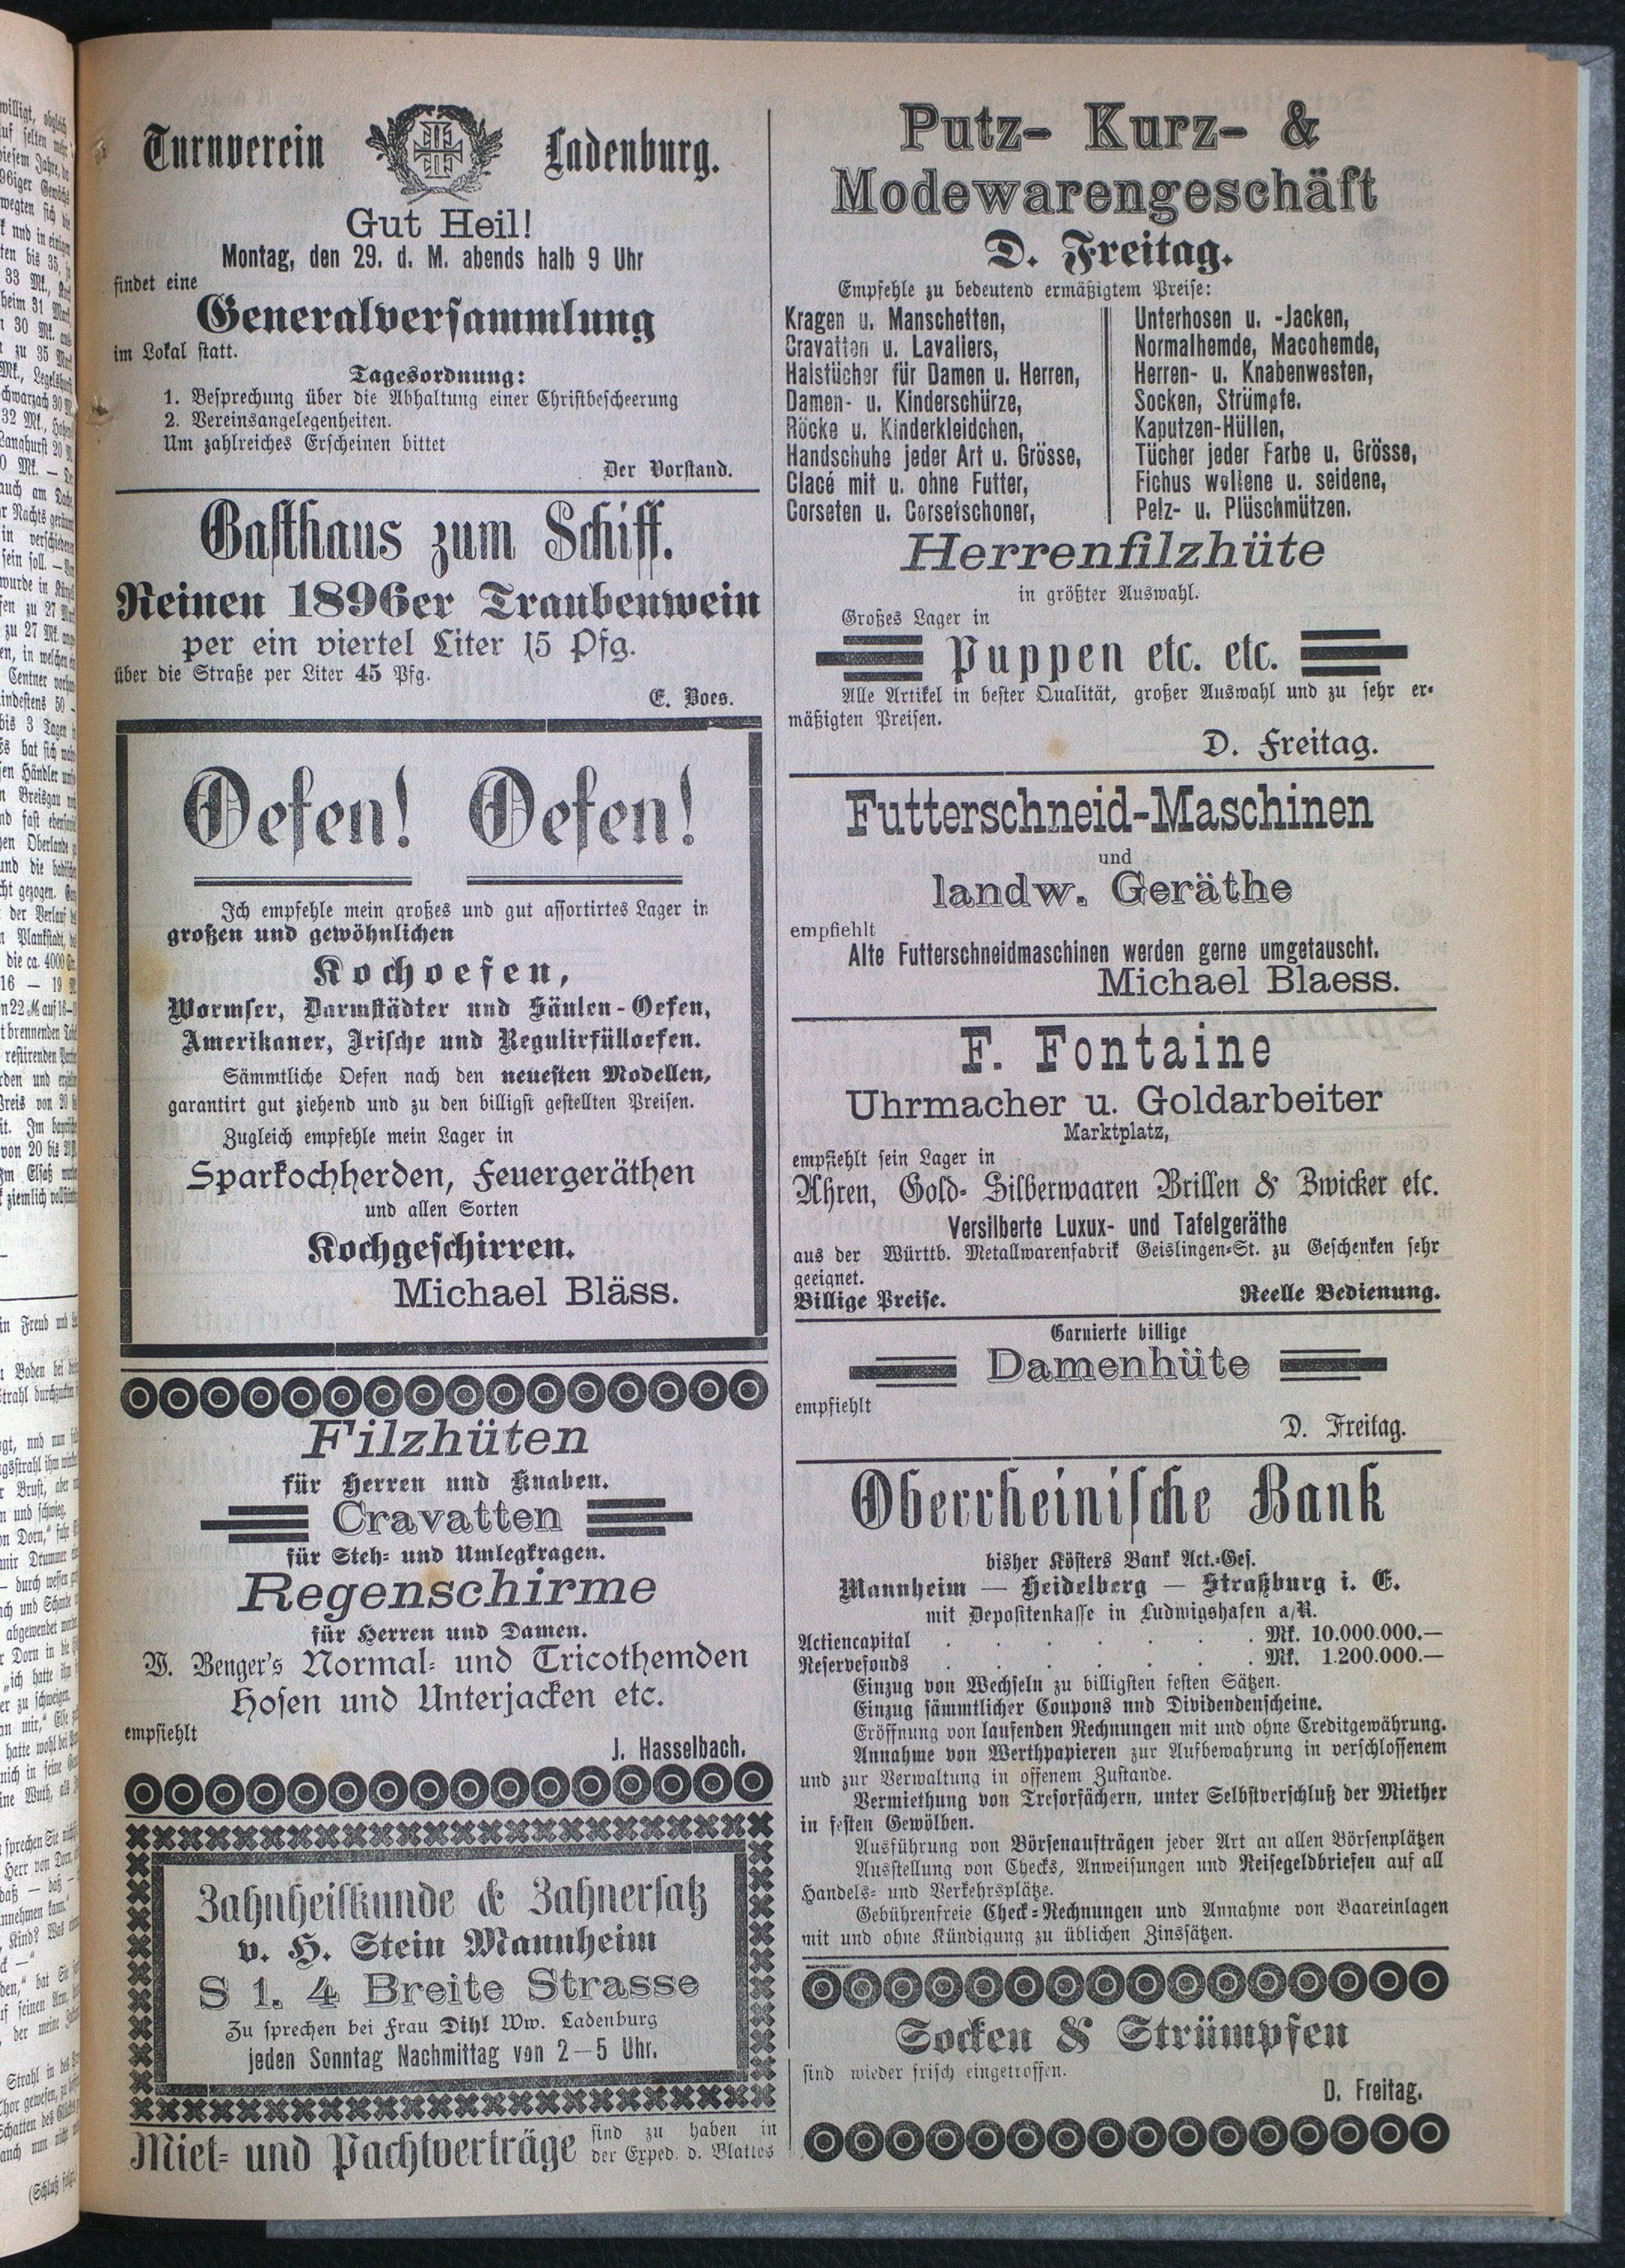 Turnverein Ladenburg.
Gut Heil!
Montag, den 29. d. M. abends halb 9 Uhr
findet eine
Generalversammlung
im Lokal statt.
Tagesordnung:
1. Besprechung über die Abhaltung einer Christbescheerung
2. Vereinsangelegenheiten.
Um zahlreiches Erscheinen bittet
Der Vorstand.
Gasthaus zum Schiff.
Reinen 1896er Traubenwein
per ein viertel Liter 15 Pfg.
über die Straße per Liter 45 Pfg.
E. Boes.
Oefen! Oefen!
Ich empfehle mein großes und gut assortirtes Lager in
großen und gewöhnlichen
Kochoefen,
Wormser, Darmstädter und Säulen-Oefen,
Amerikaner, Irische und Regulirfülloefen.
Sämmtliche Oefen nach den neuesten Modellen,
garantirt gut ziehend und zu den billigst gestellten Preisen.
Zugleich empfehle mein Lager in
Sparkochherden, Feuergeräthen
und allen Sorten
Kochgeschirren.
Michael Bläss.
Filzhüten
für Herren und Knaben.
Cravatten
für Steh- und Umlegkragen.
Regenschirme
für Herren und Damen.
W. Benger's Normal- und Tricothemden
Hosen und Unterjacken etc.
empfiehlt
J. Hasselbach.
Zahnheilkunde & Zahnersatz
v. H. Stein Mannheim
S 1. 4 Breite Strasse
Zu sprechen bei Frau Dihl Ww. Ladenburg
jeden Sonntag Nachmittag von 2–5 Uhr.
Miet- und Pachtverträge sind zu haben in
der Exped. d. Blattes
Putz- Kurz- &
Modewarengeschäft
D. Freitag.
Empfehle zu bedeutend ermäßigtem Preise:
Kragen u. Manschetten,
Cravatten u. Lavaliers,
Halstücher für Damen u. Herren,
Damen- u. Kinderschürze,
Röcke u. Kinderkleidchen,
Handschuhe jeder Art u. Grösse,
Clacé mit u. ohne Futter,
Corseten u. Corsetschoner,
Unterhosen u. -Jacken,
Normalhemde, Macohemde,
Herren- u. Knabenwesten,
Socken, Strümpfe.
Kaputzen-Hüllen,
Tücher jeder Farbe u. Grösse,
Fichus wollene u. seidene,
Pelz- u. Plüschmützen.
Herrenfilzhüte
in größter Auswahl.
Großes Lager in
Puppen etc. etc.
Alle Artikel in bester Qualität, großer Auswahl und zu sehr er-
mäßigten Preisen.
D. Freitag.
Futterschneid-Maschinen
und
landw. Geräthe
empfiehlt
Alte Futterschneidmaschinen werden gerne umgetauscht.
Michael Blaess.
F. Fontaine
Uhrmacher u. Goldarbeiter
Marktplatz,
empfiehlt sein Lager in
Uhren, Gold- Silberwaaren Brillen & Zwicker etc.
Versilberte Luxux- und Tafelgeräthe
aus der Württb. Metallwarenfabrik Geislingen-St. zu Geschenken sehr
geeignet.
Billige Preise. Reelle Bedienung.
Garnierte billige
Damenhüte
empfiehlt
D. Freitag.
Oberrheinische Bank
bisher Kösters Bank Act.-Ges.
Mannheim — Heidelberg — Straßburg i. E.
mit Depositenkasse in Ludwigshafen a/R.
Actiencapital . . . . . . . Mk. 10.000.000.—
Reservefonds . . . . . . . Mk. 1.200.000.—
Einzug von Wechseln zu billigsten festen Sätzen.
Einzug sämmtlicher Coupons und Dividendenscheine.
Eröffnung von laufenden Rechnungen mit und ohne Creditgewährung.
Annahme von Werthpapieren zur Aufbewahrung in verschlossenem
und zur Verwaltung in offenem Zustande.
Vermiethung von Tresorfächern, unter Selbstverschluß der Miether
in festen Gewölben.
Ausführung von Börsenaufträgen jeder Art an allen Börsenplätzen
Ausstellung von Checks, Anweisungen und Reisegeldbriefen auf all
Handels- und Verkehrsplätze.
Gebührenfreie Check-Rechnungen und Annahme von Baareinlagen
mit und ohne Kündigung zu üblichen Zinssätzen.
Socken & Strümpfen
sind wieder frisch eingetroffen.
D. Freitag.